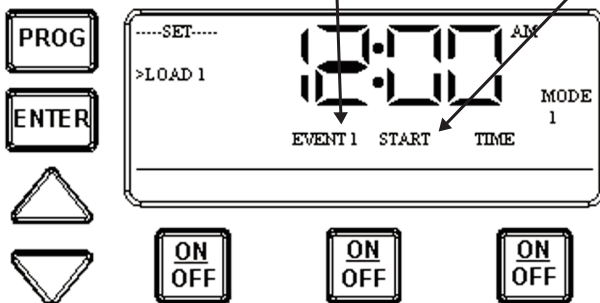 PROG
ENTER
-----SET-----
12:00 AM
>LOAD 1
MODE
1
EVENT 1 START TIME
ON
OFF
ON
OFF
ON
OFF